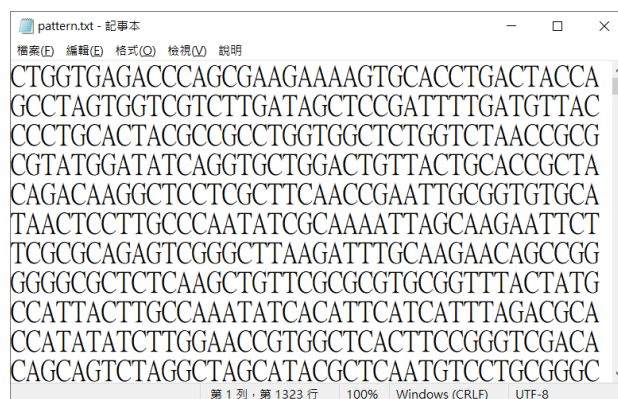 pattern.txt - 記事本
檔案(F) 編輯(E) 格式(O) 檢視(V) 說明
CTGGTGAGACCCAGCGAAGAAAAGTGCACCTGACTACCA
GCCTAGTGGTCGTCTTGATAGCTCCGATTTTGATGTTAC
CCCTGCACTACGCCGCCTGGTGGCTCTGGTCTAACCGCG
CGTATGGATATCAGGTGCTGGACTGTTACTGCACCGCTA
CAGACAAGGCTCCTCGCTTCAACCGAATTGCGGTGTGCA
TAACTCCTTGCCCAATATCGCAAAATTAGCAAGAATTCT
TCGCGCAGAGTCGGGCTTAAGATTTGCAAGAACAGCCGG
GGGGCGCTCTCAAGCTGTTCGCGCGTGCGGTTTACTATG
CCATTACTTGCCAAATATCACATTCATCATTTAGACGCA
CCATATATCTTGGAACCGTGGCTCACTTCCGGGTCGACA
CAGCAGTCTAGGCTAGCATACGCTCAATGTCCTGCGGGC
第 1 列，第 1323 行 100% Windows (CRLF) UTF-8